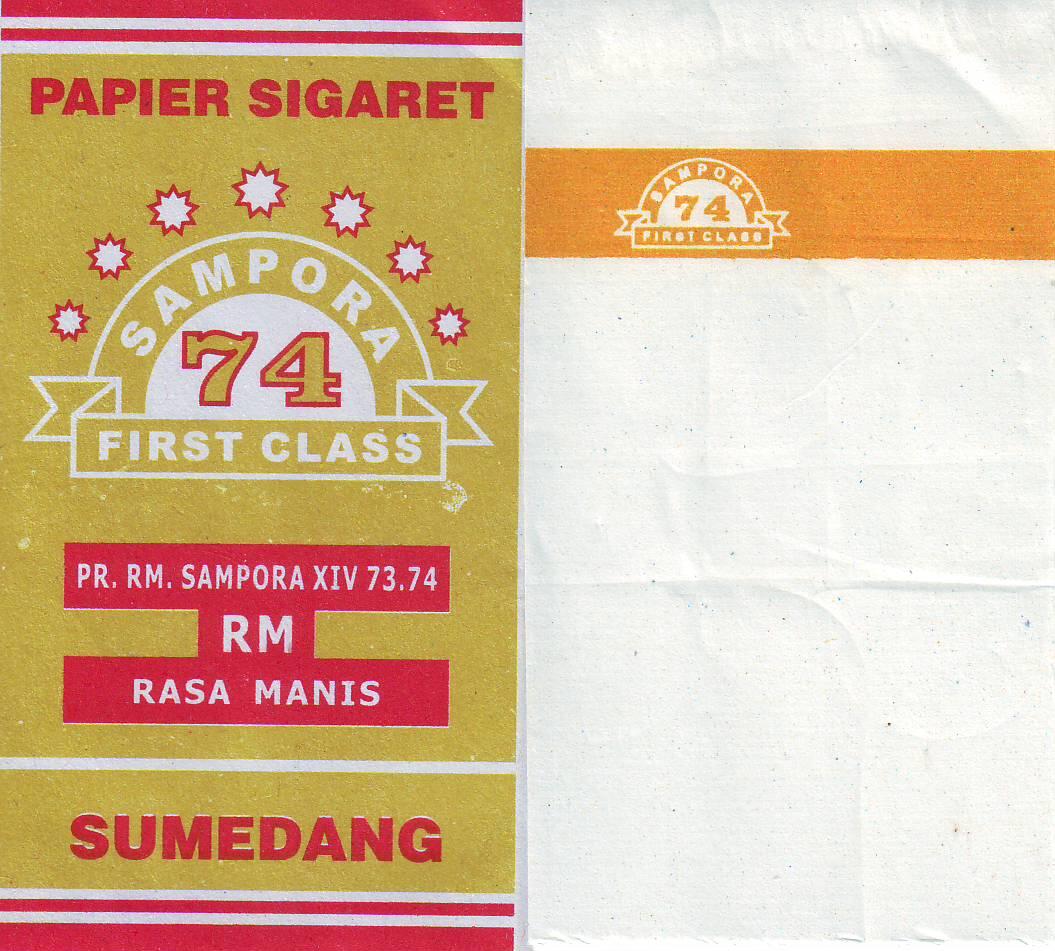 PAPIER SIGARET
SAMPORA
74
FIRST CLASS
PR. RM. SAMPORA XIV 73.74
RM
RASA MANIS
SUMEDANG
SAMPORA
74
FIRST CLASS